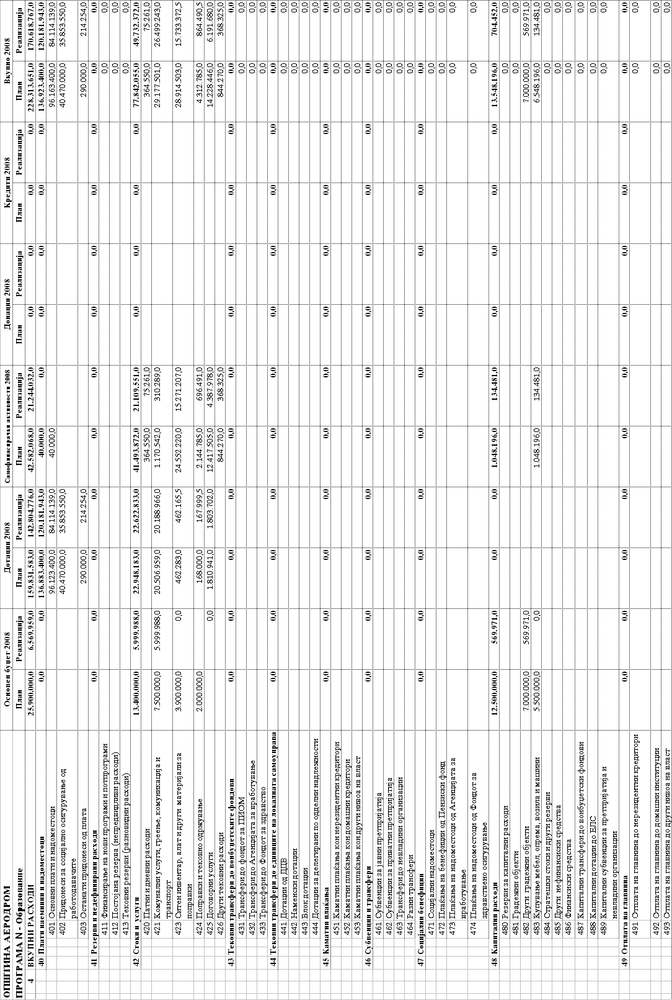 ОПШТИНА АЕРОДРОМ Основен буџет 2008 Дотации 2008 Самофинасирачки активности 2008 Донации 2008 Кредити 2008 Вкупно 2008
ПРОГРАМА N - Образование План Реализација План Реализација План Реализација План Реализација План Реализација План Реализација
4 ВКУПНИ РАСХОДИ 25.900.000,0 6.569.959,0 159.831.583,0 142.804.776,0 42.582.068,0 21.244.032,0 0,0 0,0 0,0 0,0 228.313.651,0 170.618.767,0
40 Плати наемнини и надоместоци 0,0 0,0 136.883.400,0 120.181.943,0 40.000,0 0,0 0,0 0,0 0,0 0,0 136.923.400,0 120.181.943,0
401 Основни плати и надоместоци 96.123.400,0 84.114.139,0 40.000,0 96.163.400,0 84.114.139,0
402 Придонеси за социјално осигурување од 40.470.000,0 35.853.550,0 40.470.000,0 35.853.550,0
работодавачите
403 Останати придонеси од плата 290.000,0 214.254,0 290.000,0 214.254,0
41 Резерви и недефинирани расходи 0,0 0,0 0,0 0,0 0,0 0,0 0,0 0,0 0,0 0,0 0,0 0,0
411 Финансирање на нови програми и потпрограми 0,0 0,0
412 Постојана резерва (непредвидливи расходи) 0,0 0,0
413 Тековни резерви (разновидни расходи) 0,0 0,0
42 Стоки и услуги 13.400.000,0 5.999.988,0 22.948.183,0 22.622.833,0 41.493.872,0 21.109.551,0 0,0 0,0 0,0 0,0 77.842.055,0 49.732.372,0
420 Патни и дневни расходи 364.550,0 75.261,0 364.550,0 75.261,0
421 Комунални услуги, греење, комуникација и 7.500.000,0 5.999.988,0 20.506.959,0 20.188.966,0 1.170.542,0 310.289,0 29.177.501,0 26.499.243,0
транспорт
423 Ситен инвентар, алат и други материјали за 3.900.000,0 0,0 462.283,0 462.165,5 24.552.220,0 15.271.207,0 28.914.503,0 15.733.372,5
поправки
424 Поправки и тековно одржување 2.000.000,0 168.000,0 167.999,5 2.144.785,0 696.491,0 4.312.785,0 864.490,5
425 Договорни услуги 0,0 1.810.941,0 1.803.702,0 12.417.505,0 4.387.978,0 14.228.446,0 6.191.680,0
426 Други тековни расходи 844.270,0 368.325,0 844.270,0 368.325,0
43 Тековни трансфери до вонбуџетските фондови 0,0 0,0 0,0 0,0 0,0 0,0 0,0 0,0 0,0 0,0 0,0 0,0
431 Трансфери до фондот за ПИОМ 0,0 0,0
432 Трансфери до Агенцијата за вработување 0,0 0,0
433 Трансфери до Фондот за здравство 0,0 0,0
44 Тековни трансфери до единиците на локалната самоуправа 0,0 0,0 0,0 0,0 0,0 0,0 0,0 0,0 0,0 0,0 0,0 0,0
441 Дотации од ДДВ 0,0 0,0
442 Наменски дотации 0,0 0,0
443 Блок дотации 0,0 0,0
444 Дотации за делегирани по одделни надлежности 0,0 0,0
45 Каматни плаќања 0,0 0,0 0,0 0,0 0,0 0,0 0,0 0,0 0,0 0,0 0,0 0,0
451 Каматни плаќања кон нерезидентни кредитори 0,0 0,0
452 Каматни плаќања кон домашни кредитори 0,0 0,0
453 Каматни плаќања кон други нивоа на власт 0,0 0,0
46 Субвенции и трансфери 0,0 0,0 0,0 0,0 0,0 0,0 0,0 0,0 0,0 0,0 0,0 0,0
461 Субвенции за јавни претпријатија 0,0 0,0
462 Субвенции за приватни претпријатија 0,0 0,0
463 Трансфери до невладини организации 0,0 0,0
464 Разни трансфери 0,0 0,0
47 Социјални бенефиции 0,0 0,0 0,0 0,0 0,0 0,0 0,0 0,0 0,0 0,0 0,0 0,0
471 Социјални надоместоци 0,0 0,0
472 Плаќања на бенефиции од Пензиски фонд 0,0 0,0
473 Плаќања на надоместоци од Агенцијата за 0,0 0,0
вработување
474 Плаќања на надоместоци од Фондот за 0,0 0,0
здравствено осигурување
48 Капитални расходи 12.500.000,0 569.971,0 0,0 0,0 1.048.196,0 134.481,0 0,0 0,0 0,0 0,0 13.548.196,0 704.452,0
480 Резерви за капитални расходи 0,0 0,0
481 Градежни објекти 0,0 0,0
482 Други градежни објекти 7.000.000,0 569.971,0 7.000.000,0 569.971,0
483 Купување мебел, опрема, возила и машини 5.500.000,0 0,0 1.048.196,0 134.481,0 6.548.196,0 134.481,0
484 Стратешки стоки и други резерви 0,0 0,0
485 Други нефинансиски средства 0,0 0,0
486 Финансиски средства 0,0 0,0
487 Капитални трансфери до вонбуџетски фондови 0,0 0,0
488 Капитални дотации до ЕЛС 0,0 0,0
489 Капитални субвенции за претпријатија и 0,0 0,0
невладини организации
49 Отплата на главнина 0,0 0,0 0,0 0,0 0,0 0,0 0,0 0,0 0,0 0,0 0,0 0,0
491 Отплата на главнина до нерезидентни кредитори 0,0 0,0
492 Отплата на главнина до домашни институции 0,0 0,0
493 Отплата на главнина до други нивоа на власт 0,0 0,0